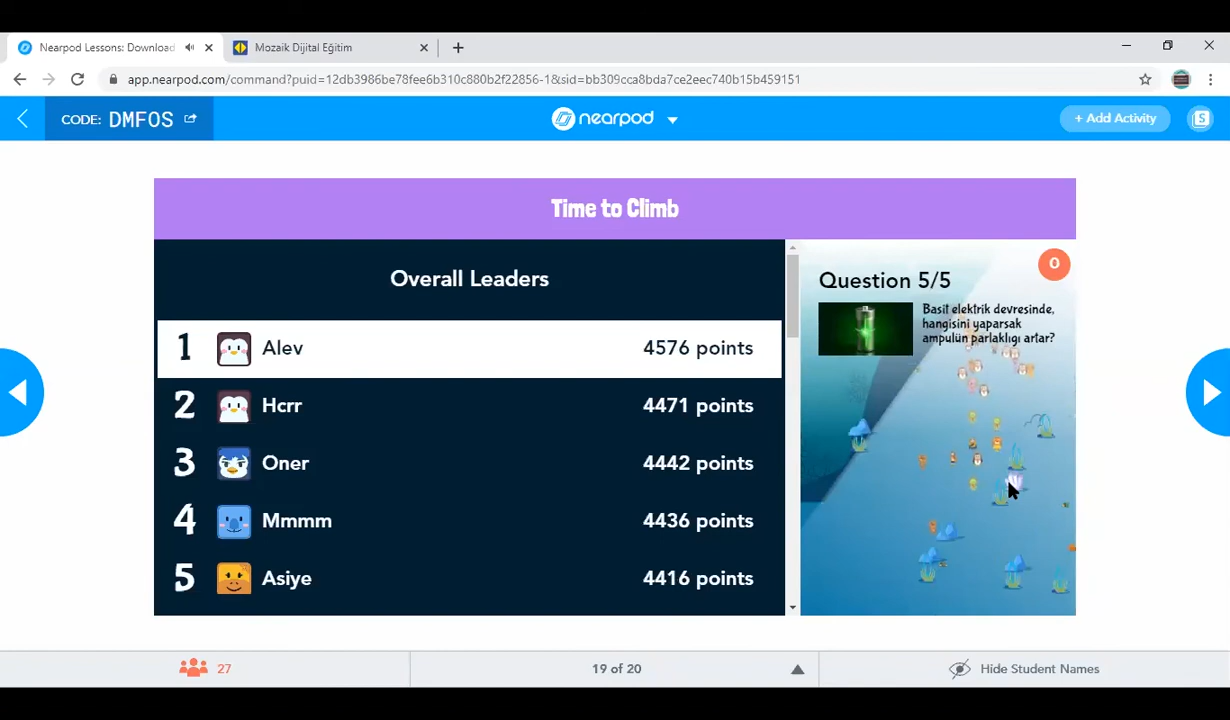 Nearpod Lessons: Download
Mozaik Dijital Eğitim
app.nearpod.com/command?puid=12db3986be78fee6b310c880b2f22856-1&sid=bb309cca8bda7ce2eec740b15b459151
CODE: DMFOS
nearpod
+ Add Activity
S
Time to Climb
Overall Leaders
1 Alev 4576 points
2 Hcrr 4471 points
3 Oner 4442 points
4 Mmmm 4436 points
5 Asiye 4416 points
0
Question 5/5
Basit elektrik devresinde,
hangisini yaparsak
ampulün parlaklıgı artar?
27
19 of 20
Hide Student Names